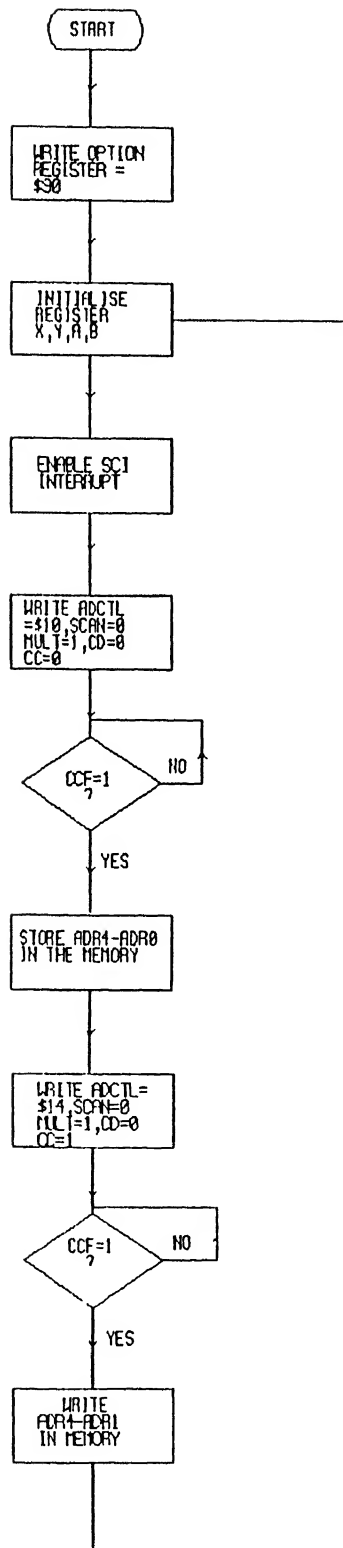 START
WRITE OPTION
REGISTER =
$90
INITIALISE
REGISTER
X,Y,A,B
ENABLE SCI
INTERRUPT
WRITE ADCTL
=$10,SCAN=0
MULT=1,CD=0
CC=0
CCF=1
?
NO
YES
STORE ADR4-ADR0
IN THE MEMORY
WRITE ADCTL=
$14,SCAN=0
MULT=1,CD=0
CC=1
CCF=1
?
NO
YES
WRITE
ADR4-ADR1
IN MEMORY